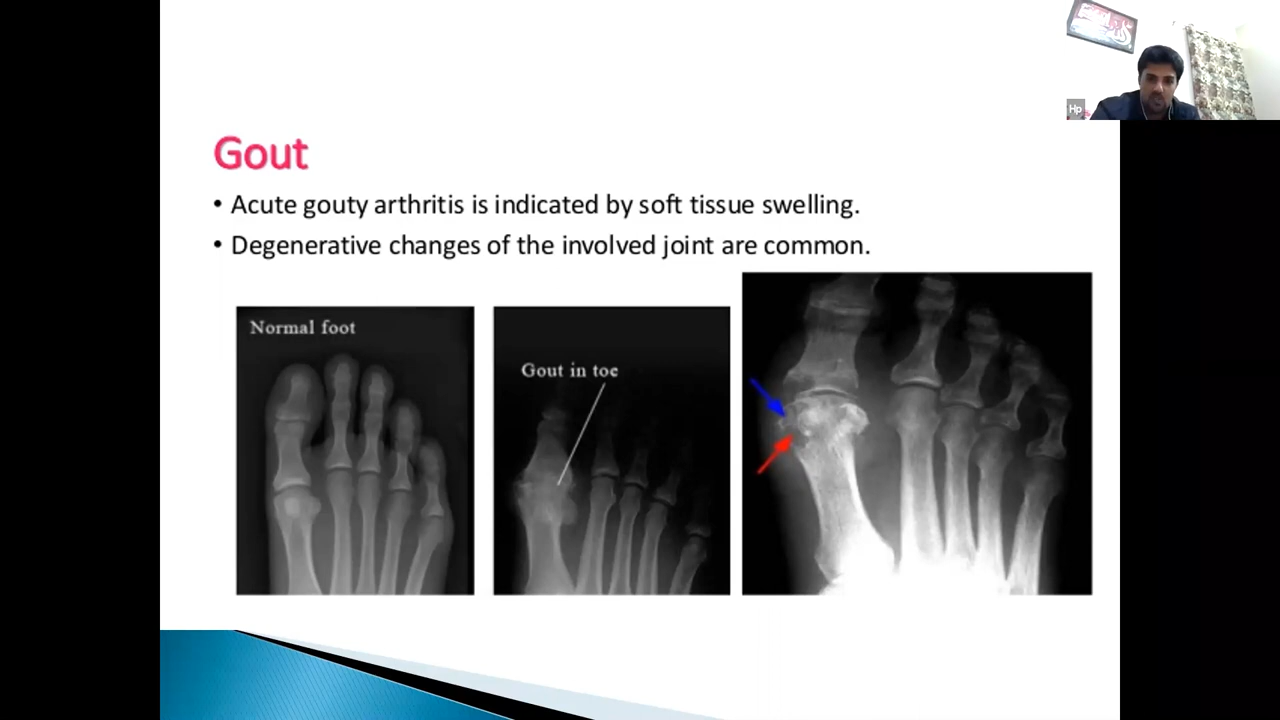 Gout
• Acute gouty arthritis is indicated by soft tissue swelling.
• Degenerative changes of the involved joint are common.
Normal foot
Gout in toe
Hp